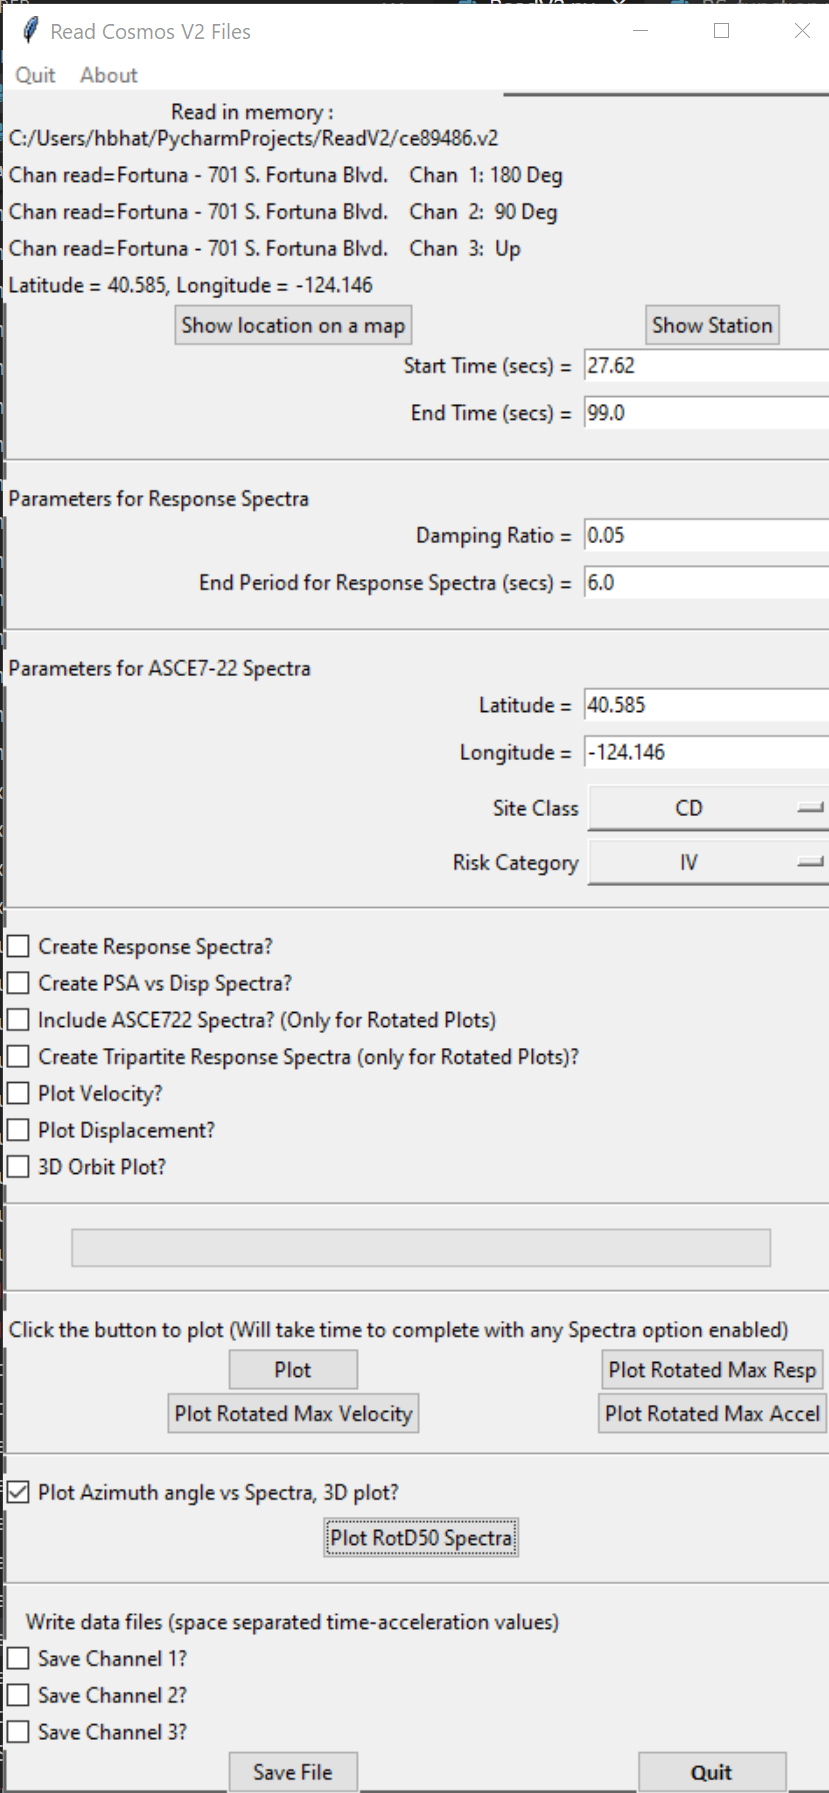 Read Cosmos V2 Files
Quit About
Read in memory :
C:/Users/hbhat/PycharmProjects/ReadV2/ce89486.v2
Chan read=Fortuna - 701 S. Fortuna Blvd. Chan 1: 180 Deg
Chan read=Fortuna - 701 S. Fortuna Blvd. Chan 2: 90 Deg
Chan read=Fortuna - 701 S. Fortuna Blvd. Chan 3: Up
Latitude = 40.585, Longitude = -124.146
Show location on a map Show Station
Start Time (secs) = 27.62
End Time (secs) = 99.0
Parameters for Response Spectra
Damping Ratio = 0.05
End Period for Response Spectra (secs) = 6.0
Parameters for ASCE7-22 Spectra
Latitude = 40.585
Longitude = -124.146
Site Class CD
Risk Category IV
Create Response Spectra?
Create PSA vs Disp Spectra?
Include ASCE722 Spectra? (Only for Rotated Plots)
Create Tripartite Response Spectra (only for Rotated Plots)?
Plot Velocity?
Plot Displacement?
3D Orbit Plot?
Click the button to plot (Will take time to complete with any Spectra option enabled)
Plot Plot Rotated Max Resp
Plot Rotated Max Velocity Plot Rotated Max Accel
Plot Azimuth angle vs Spectra, 3D plot?
Plot RotD50 Spectra
Write data files (space separated time-acceleration values)
Save Channel 1?
Save Channel 2?
Save Channel 3?
Save File Quit